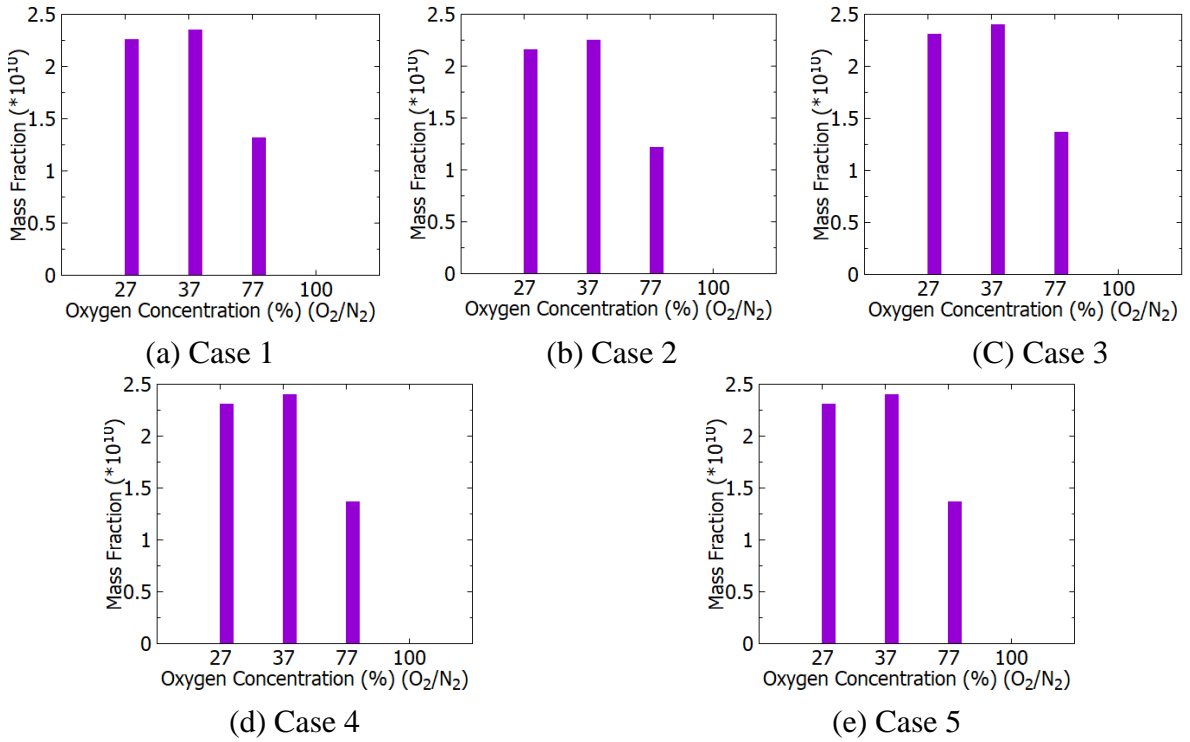 2.5
2
1.5
1
0.5
0
Mass Fraction (*10¹⁰)
27 37 77 100
Oxygen Concentration (%) (O₂/N₂)
(a) Case 1
2.5
2
1.5
1
0.5
0
Mass Fraction (*10¹⁰)
27 37 77 100
Oxygen Concentration (%) (O₂/N₂)
(b) Case 2
2.5
2
1.5
1
0.5
0
Mass Fraction (*10¹⁰)
27 37 77 100
Oxygen Concentration (%) (O₂/N₂)
(C) Case 3
2.5
2
1.5
1
0.5
0
Mass Fraction (*10¹⁰)
27 37 77 100
Oxygen Concentration (%) (O₂/N₂)
(d) Case 4
2.5
2
1.5
1
0.5
0
Mass Fraction (*10¹⁰)
27 37 77 100
Oxygen Concentration (%) (O₂/N₂)
(e) Case 5